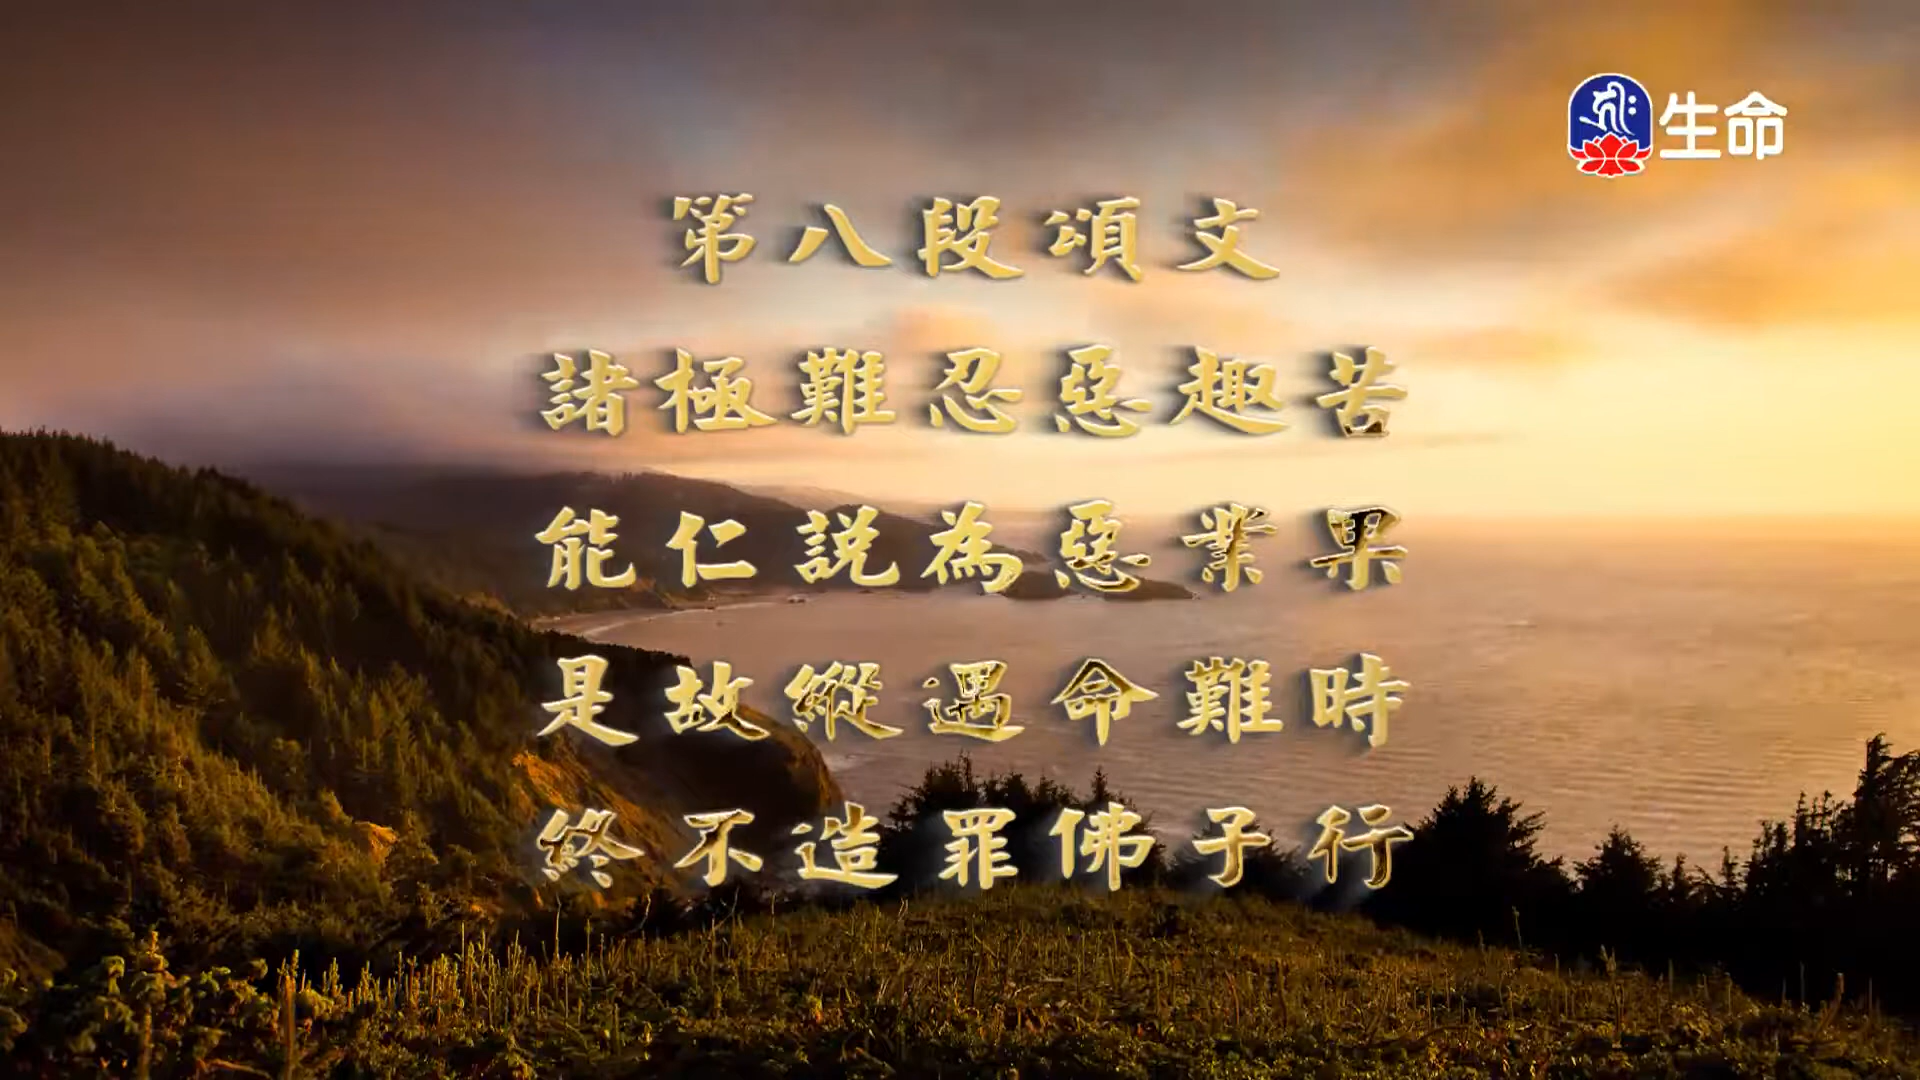 生命
第八段頌文
諸極難忍惡趣苦
能仁說為惡業果
是故縱遇命難時
終不造罪佛子行